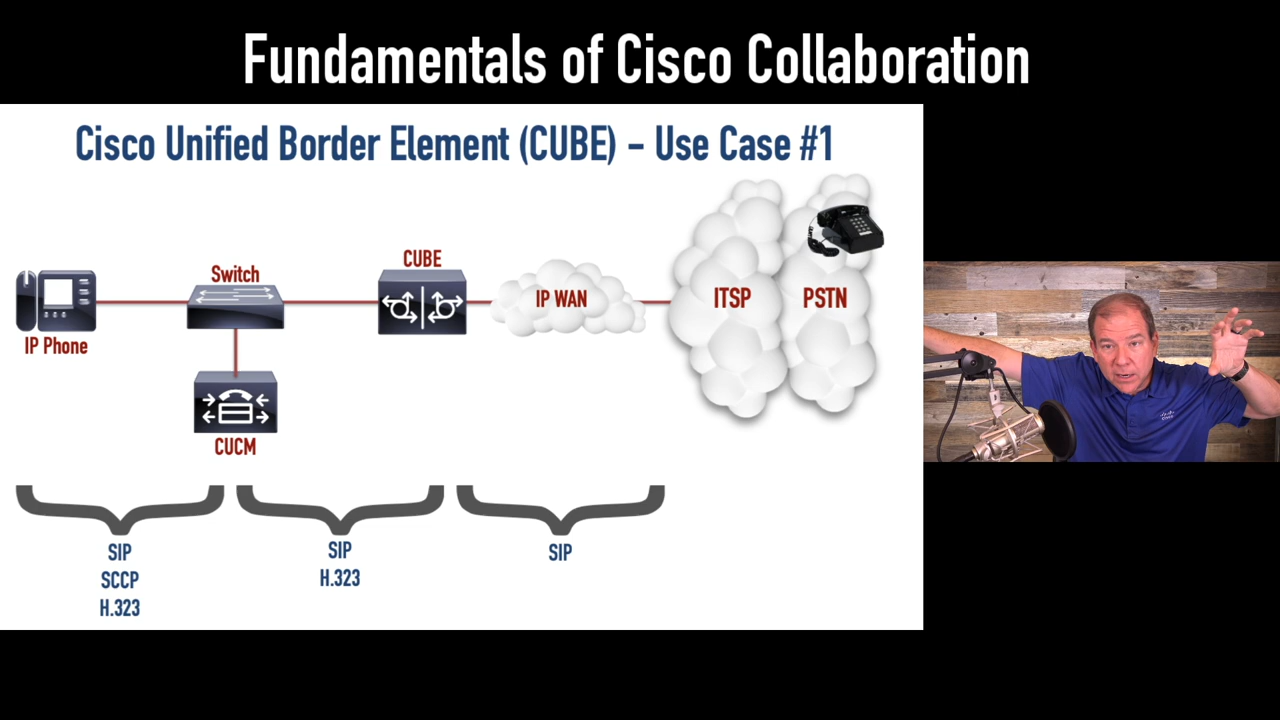 Fundamentals of Cisco Collaboration
Cisco Unified Border Element (CUBE) – Use Case #1
CUBE
Switch
IP WAN
ITSP
PSTN
IP Phone
CUCM
SIP
SCCP
H.323
SIP
H.323
SIP